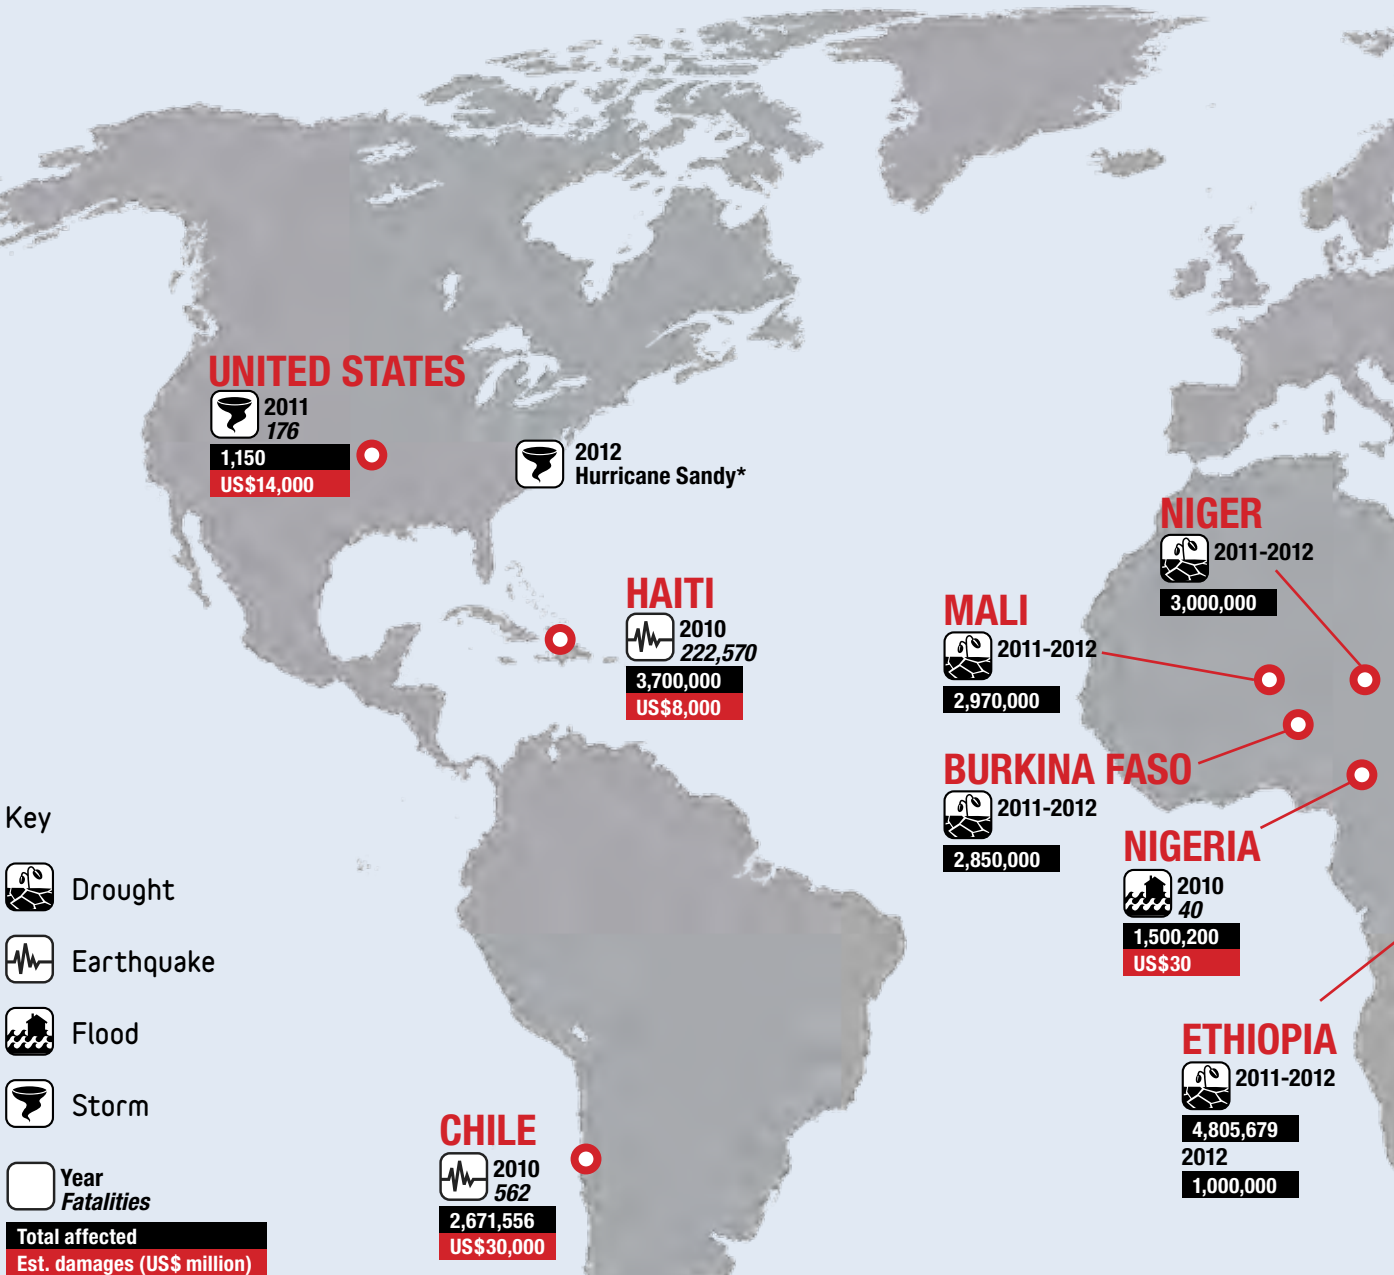 UNITED STATES
2011
176
1,150
US$14,000
2012
Hurricane Sandy*
HAITI
2010
222,570
3,700,000
US$8,000
NIGER
2011-2012
3,000,000
MALI
2011-2012
2,970,000
BURKINA FASO
2011-2012
2,850,000
NIGERIA
2010
40
1,500,200
US$30
ETHIOPIA
2011-2012
4,805,679
2012
1,000,000
CHILE
2010
562
2,671,556
US$30,000
Key
Drought
Earthquake
Flood
Storm
Year
Fatalities
Total affected
Est. damages (US$ million)